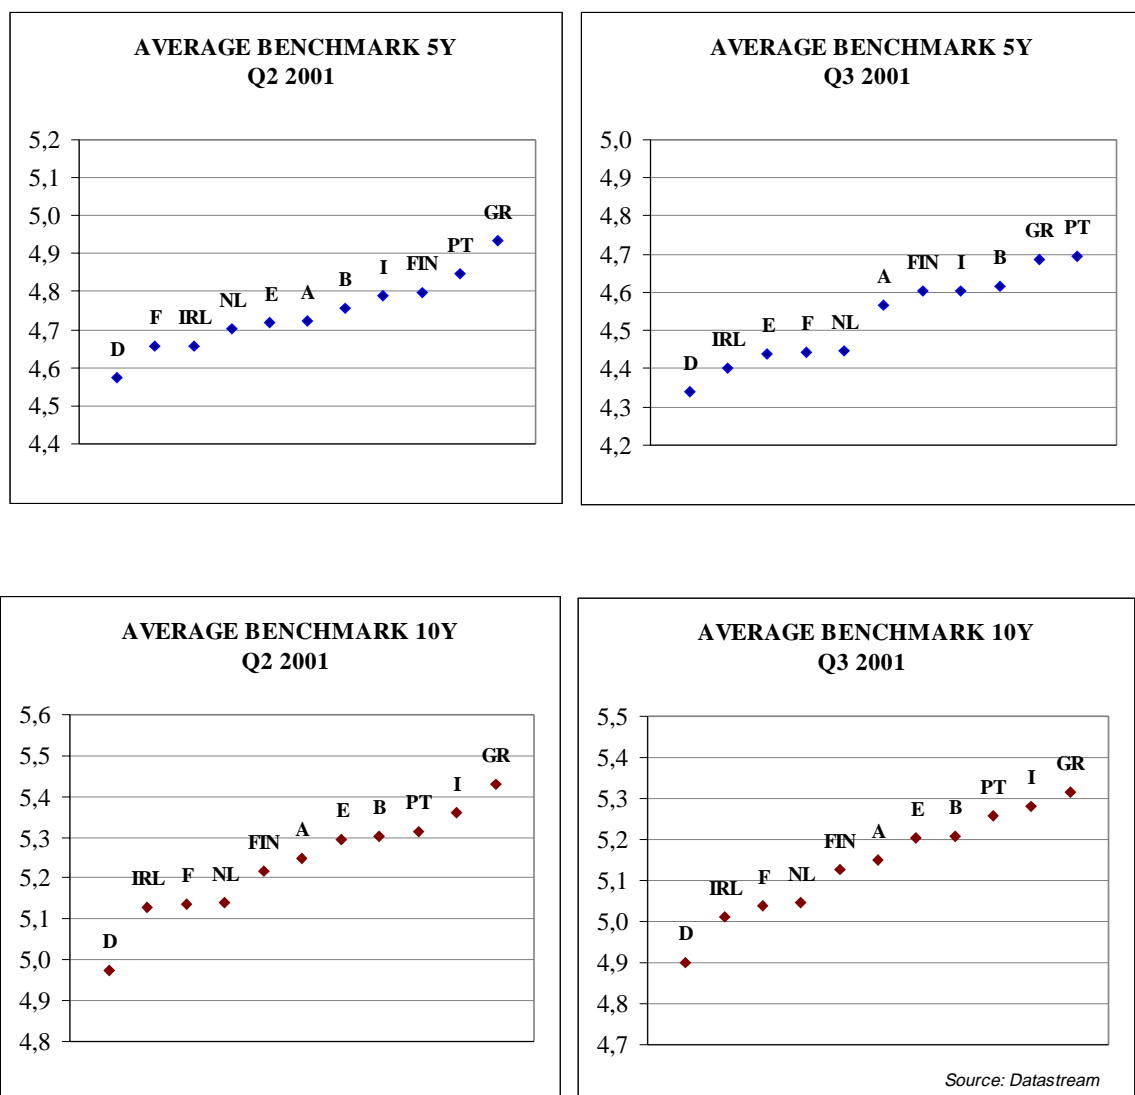 AVERAGE BENCHMARK 5Y
Q2 2001
5,2
5,1
5,0
4,9
4,8
4,7
4,6
4,5
4,4
D
F
IRL
NL
E
A
B
I
FIN
PT
GR
AVERAGE BENCHMARK 5Y
Q3 2001
5,0
4,9
4,8
4,7
4,6
4,5
4,4
4,3
4,2
D
IRL
E
F
NL
A
FIN
I
B
GR
PT
AVERAGE BENCHMARK 10Y
Q2 2001
5,6
5,5
5,4
5,3
5,2
5,1
5,0
4,9
4,8
D
IRL
F
NL
FIN
A
E
B
PT
I
GR
AVERAGE BENCHMARK 10Y
Q3 2001
5,5
5,4
5,3
5,2
5,1
5,0
4,9
4,8
4,7
D
IRL
F
NL
FIN
A
E
B
PT
I
GR
Source: Datastream